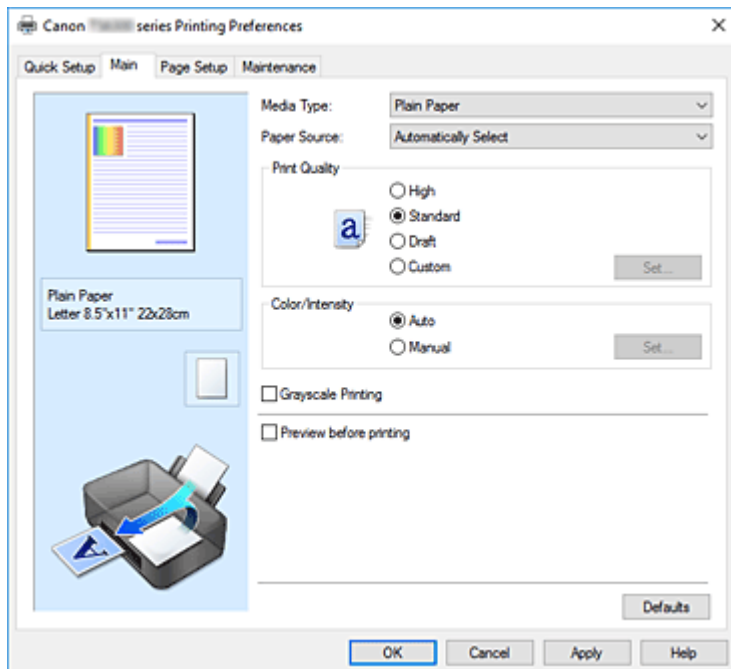 Canon series Printing Preferences
Quick Setup Main Page Setup Maintenance
Media Type: Plain Paper
Paper Source: Automatically Select
Print Quality
High
a Standard
Draft
Custom Set...
Plain Paper
Letter 8.5"x11" 22x28cm
Color/Intensity
Auto
Manual Set...
Grayscale Printing
Preview before printing
A
Defaults
OK Cancel Apply Help